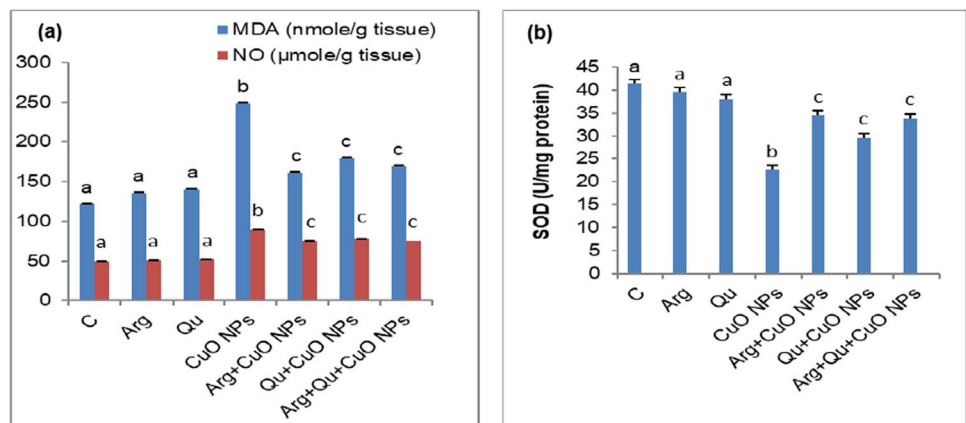 (a)
MDA (nmole/g tissue)
NO (µmole/g tissue)
300
250
200
150
100
50
0
a a a b c c c
a a a b c c c
C Arg Qu CuO NPs Arg+CuO NPs Qu+CuO NPs Arg+Qu+CuO NPs
(b)
SOD (U/mg protein)
45
40
35
30
25
20
15
10
5
0
a a a b c c c
C Arg Qu CuO NPs Arg+CuO NPs Qu+CuO NPs Arg+Qu+CuO NPs